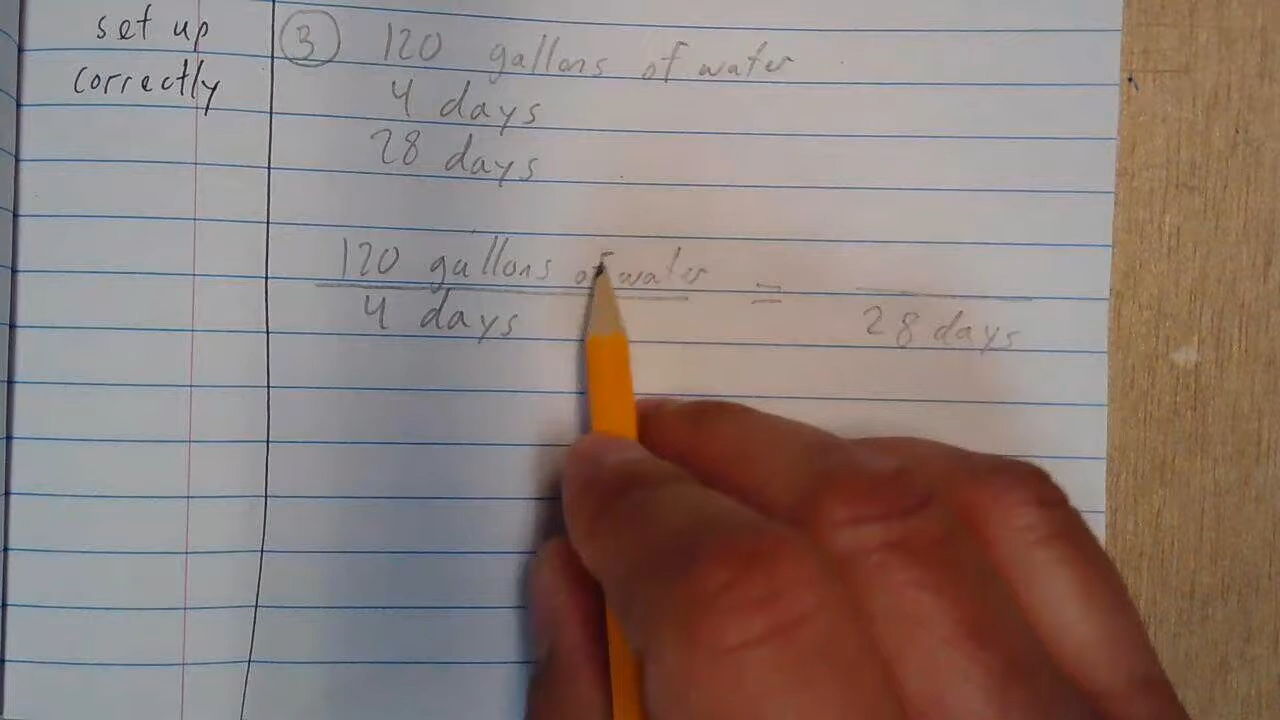 set up
correctly
3 120 gallons of water
4 days
28 days
120 gallons of water =
4 days
28 days